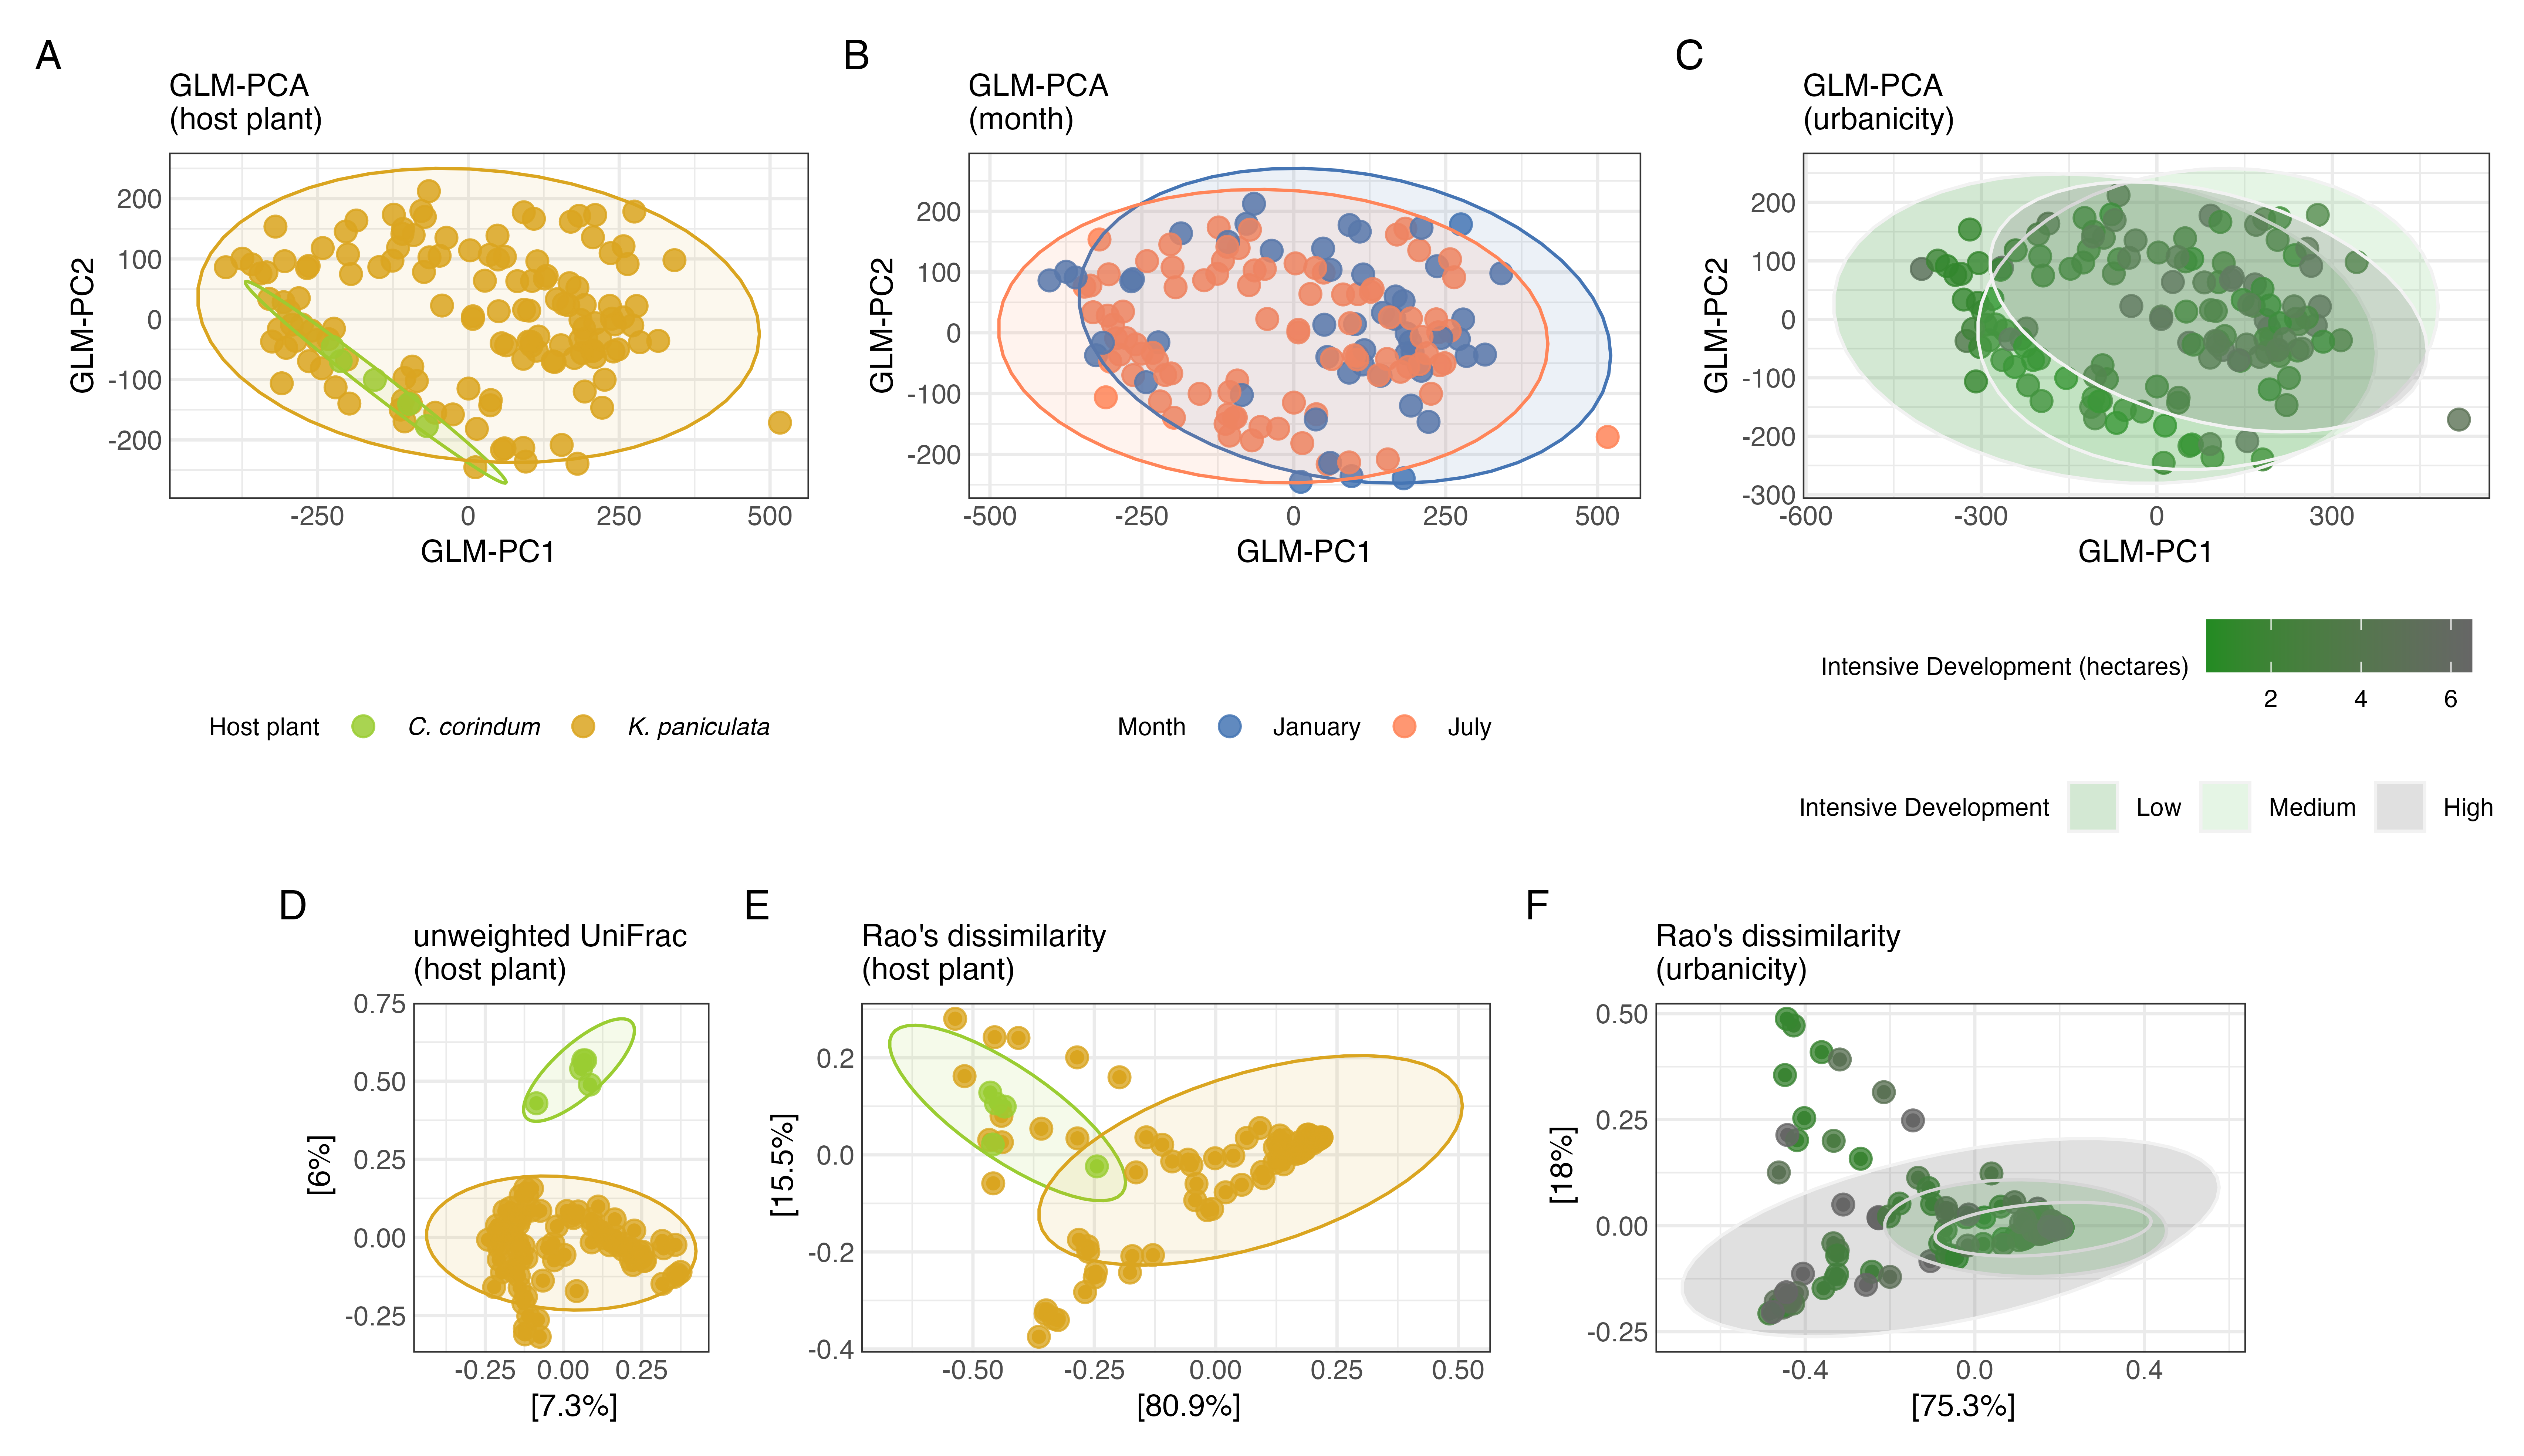 A
GLM-PCA
(host plant)
200
100
0
-100
-200
GLM-PC2
-250
0
250
500
GLM-PC1
Host plant
C. corindum
K. paniculata
B
GLM-PCA
(month)
200
100
0
-100
-200
GLM-PC2
-500
-250
0
250
500
GLM-PC1
Month
January
July
C
GLM-PCA
(urbanicity)
200
100
0
-100
-200
-300
GLM-PC2
-600
-300
0
300
GLM-PC1
Intensive Development (hectares)
2
4
6
Intensive Development
Low
Medium
High
D
unweighted UniFrac
(host plant)
0.75
0.50
0.25
0.00
-0.25
[6%]
-0.25
0.00
0.25
[7.3%]
E
Rao's dissimilarity
(host plant)
0.2
0.0
-0.2
-0.4
[15.5%]
-0.50
-0.25
0.00
0.25
0.50
[80.9%]
F
Rao's dissimilarity
(urbanicity)
0.50
0.25
0.00
-0.25
[18%]
-0.4
0.0
0.4
[75.3%]